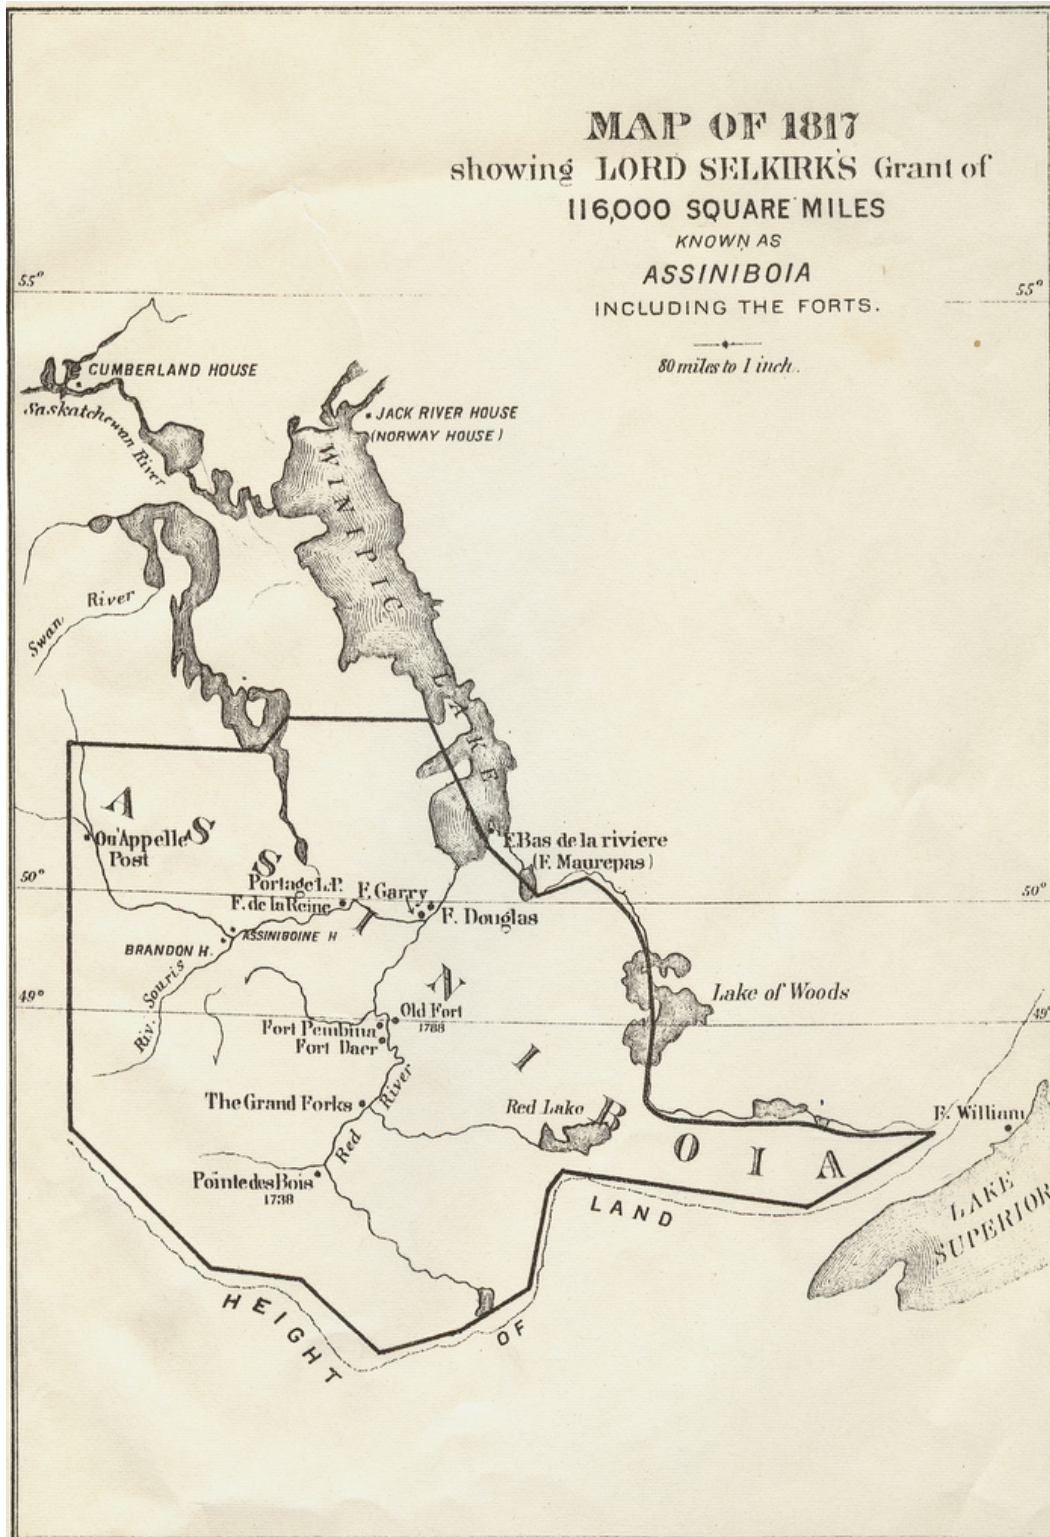 MAP OF 1817
showing LORD SELKIRK'S Grant of
116,000 SQUARE MILES
KNOWN AS
ASSINIBOIA
INCLUDING THE FORTS.
80 miles to 1 inch.
55°
55°
CUMBERLAND HOUSE
Saskatchewan River
JACK RIVER HOUSE
(NORWAY HOUSE)
WINIPIC LAKE
Swan River
ASSINIBOIA
Qu'Appelle
Post
F. Bas de la riviere
(F. Maurepas)
50°
50°
Portage L.P.
F. de la Reine
F. Garry
F. Douglas
BRANDON H.
ASSINIBOINE H
Riv. Souris
Lake of Woods
49°
49°
Old Fort
1788
Fort Pembina
Fort Daer
The Grand Forks
Red River
Red Lake
F. William
Pointe des Bois
1738
LAKE
SUPERIOR
HEIGHT OF LAND